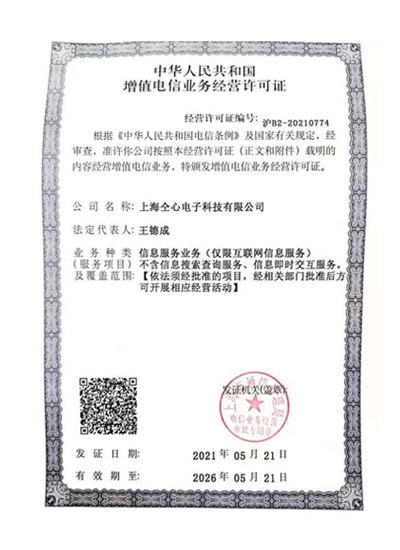 中华人民共和国
增值电信业务经营许可证
经营许可证编号: 沪B2-20210774
根据《中华人民共和国电信条例》及国家有关规定, 经
审查, 准许你公司按照本经营许可证（正文和附件）载明的
内容经营增值电信业务, 特颁发增值电信业务经营许可证。
公司名称: 上海仝心电子科技有限公司
法定代表人: 王德成
业务种类 信息服务业务（仅限互联网信息服务）
(服务项目) 不含信息搜索查询服务、信息即时交互服务。
及覆盖范围: 【依法须经批准的项目, 经相关部门批准后方
可开展相应经营活动】
发证机关(盖章):
电信业务经营
审批专用章
发证日期 2021年05月21日
有效期至 2026年05月21日